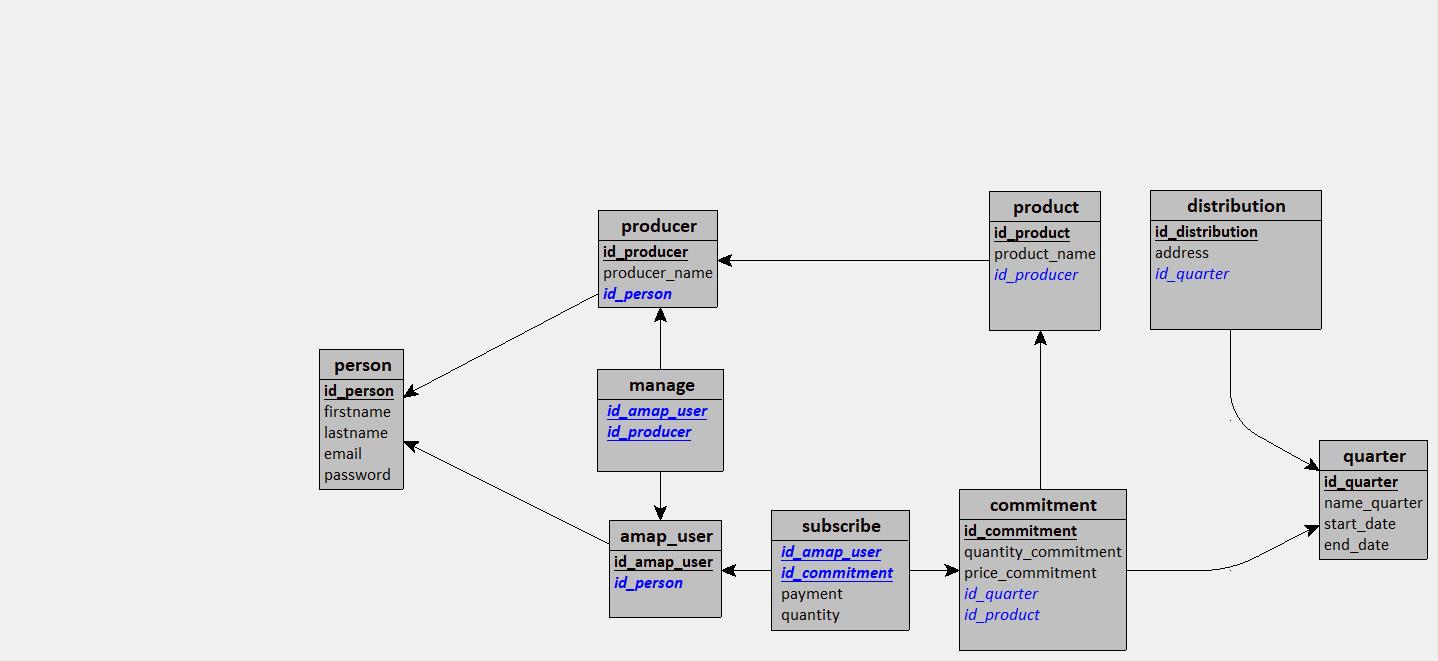 producer
id_producer
producer_name
id_person
product
id_product
product_name
id_producer
distribution
id_distribution
address
id_quarter
person
id_person
firstname
lastname
email
password
manage
id_amap_user
id_producer
quarter
id_quarter
name_quarter
start_date
end_date
amap_user
id_amap_user
id_person
subscribe
id_amap_user
id_commitment
payment
quantity
commitment
id_commitment
quantity_commitment
price_commitment
id_quarter
id_product